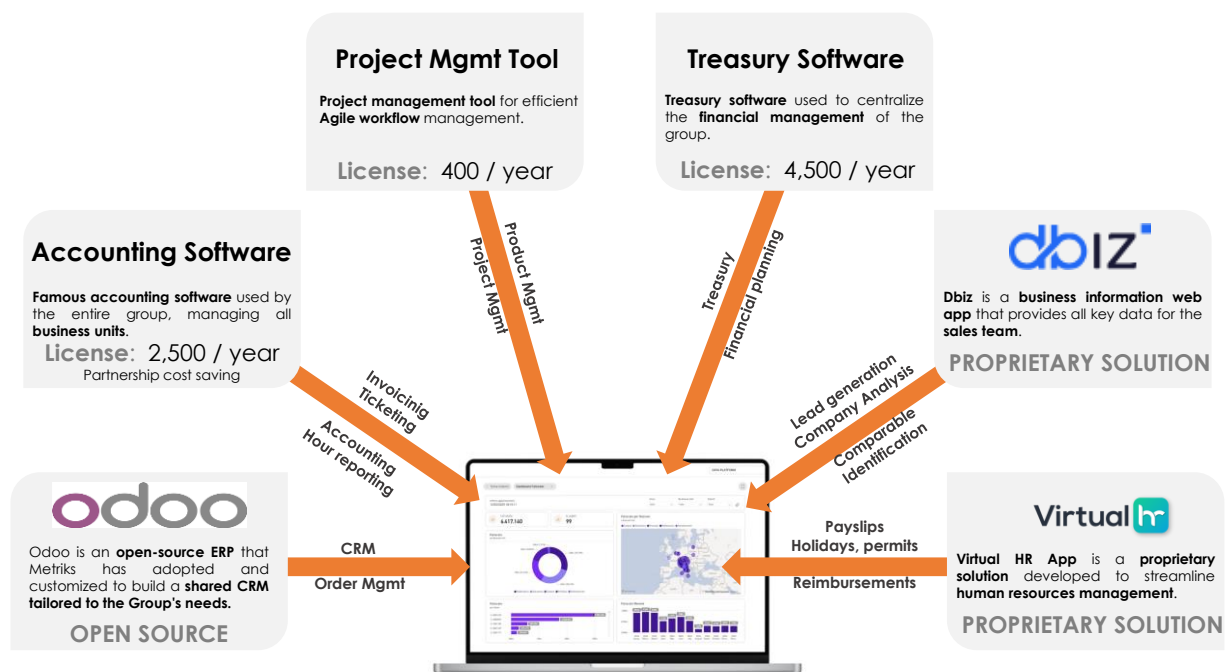 Project Mgmt Tool
Project management tool for efficient
Agile workflow management.
License: 400 / year
Treasury Software
Treasury software used to centralize
the financial management of the
group.
License: 4,500 / year
Accounting Software
Famous accounting software used by
the entire group, managing all
business units.
License: 2,500 / year
Partnership cost saving
dbiz
Dbiz is a business information web
app that provides all key data for the
sales team.
PROPRIETARY SOLUTION
Product Mgmt
Project Mgmt
Treasury
Financial planning
Invoicinig
Ticketing
Accounting
Hour reporting
Lead generation
Company Analysis
Comparable
Identification
odoo
Odoo is an open-source ERP that
Metriks has adopted and
customized to build a shared CRM
tailored to the Group's needs.
OPEN SOURCE
CRM
Order Mgmt
6.617.160
99
Payslips
Holidays, permits
Reimbursements
Virtual hr
Virtual HR App is a proprietary
solution developed to streamline
human resources management.
PROPRIETARY SOLUTION